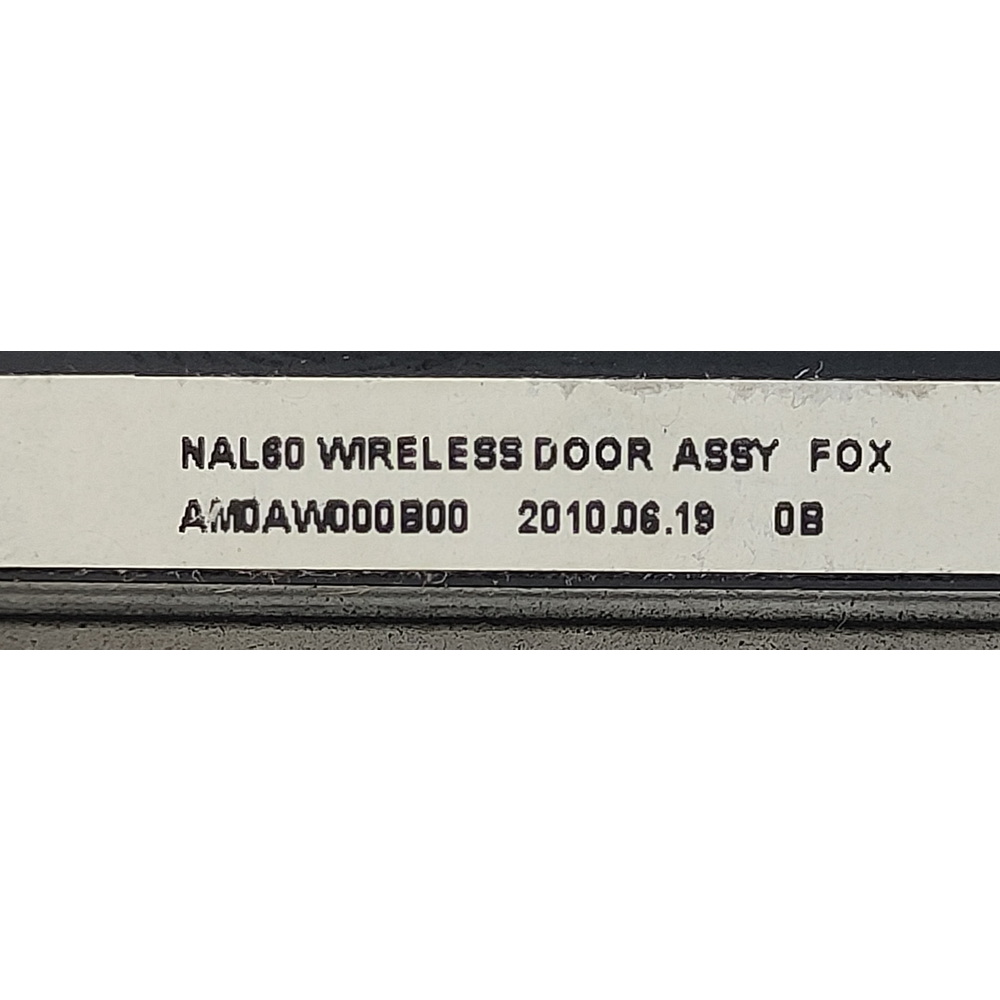 NAL60 WIRELESS DOOR ASSY FOX
AM0AW000B00 2010.06.19 0B